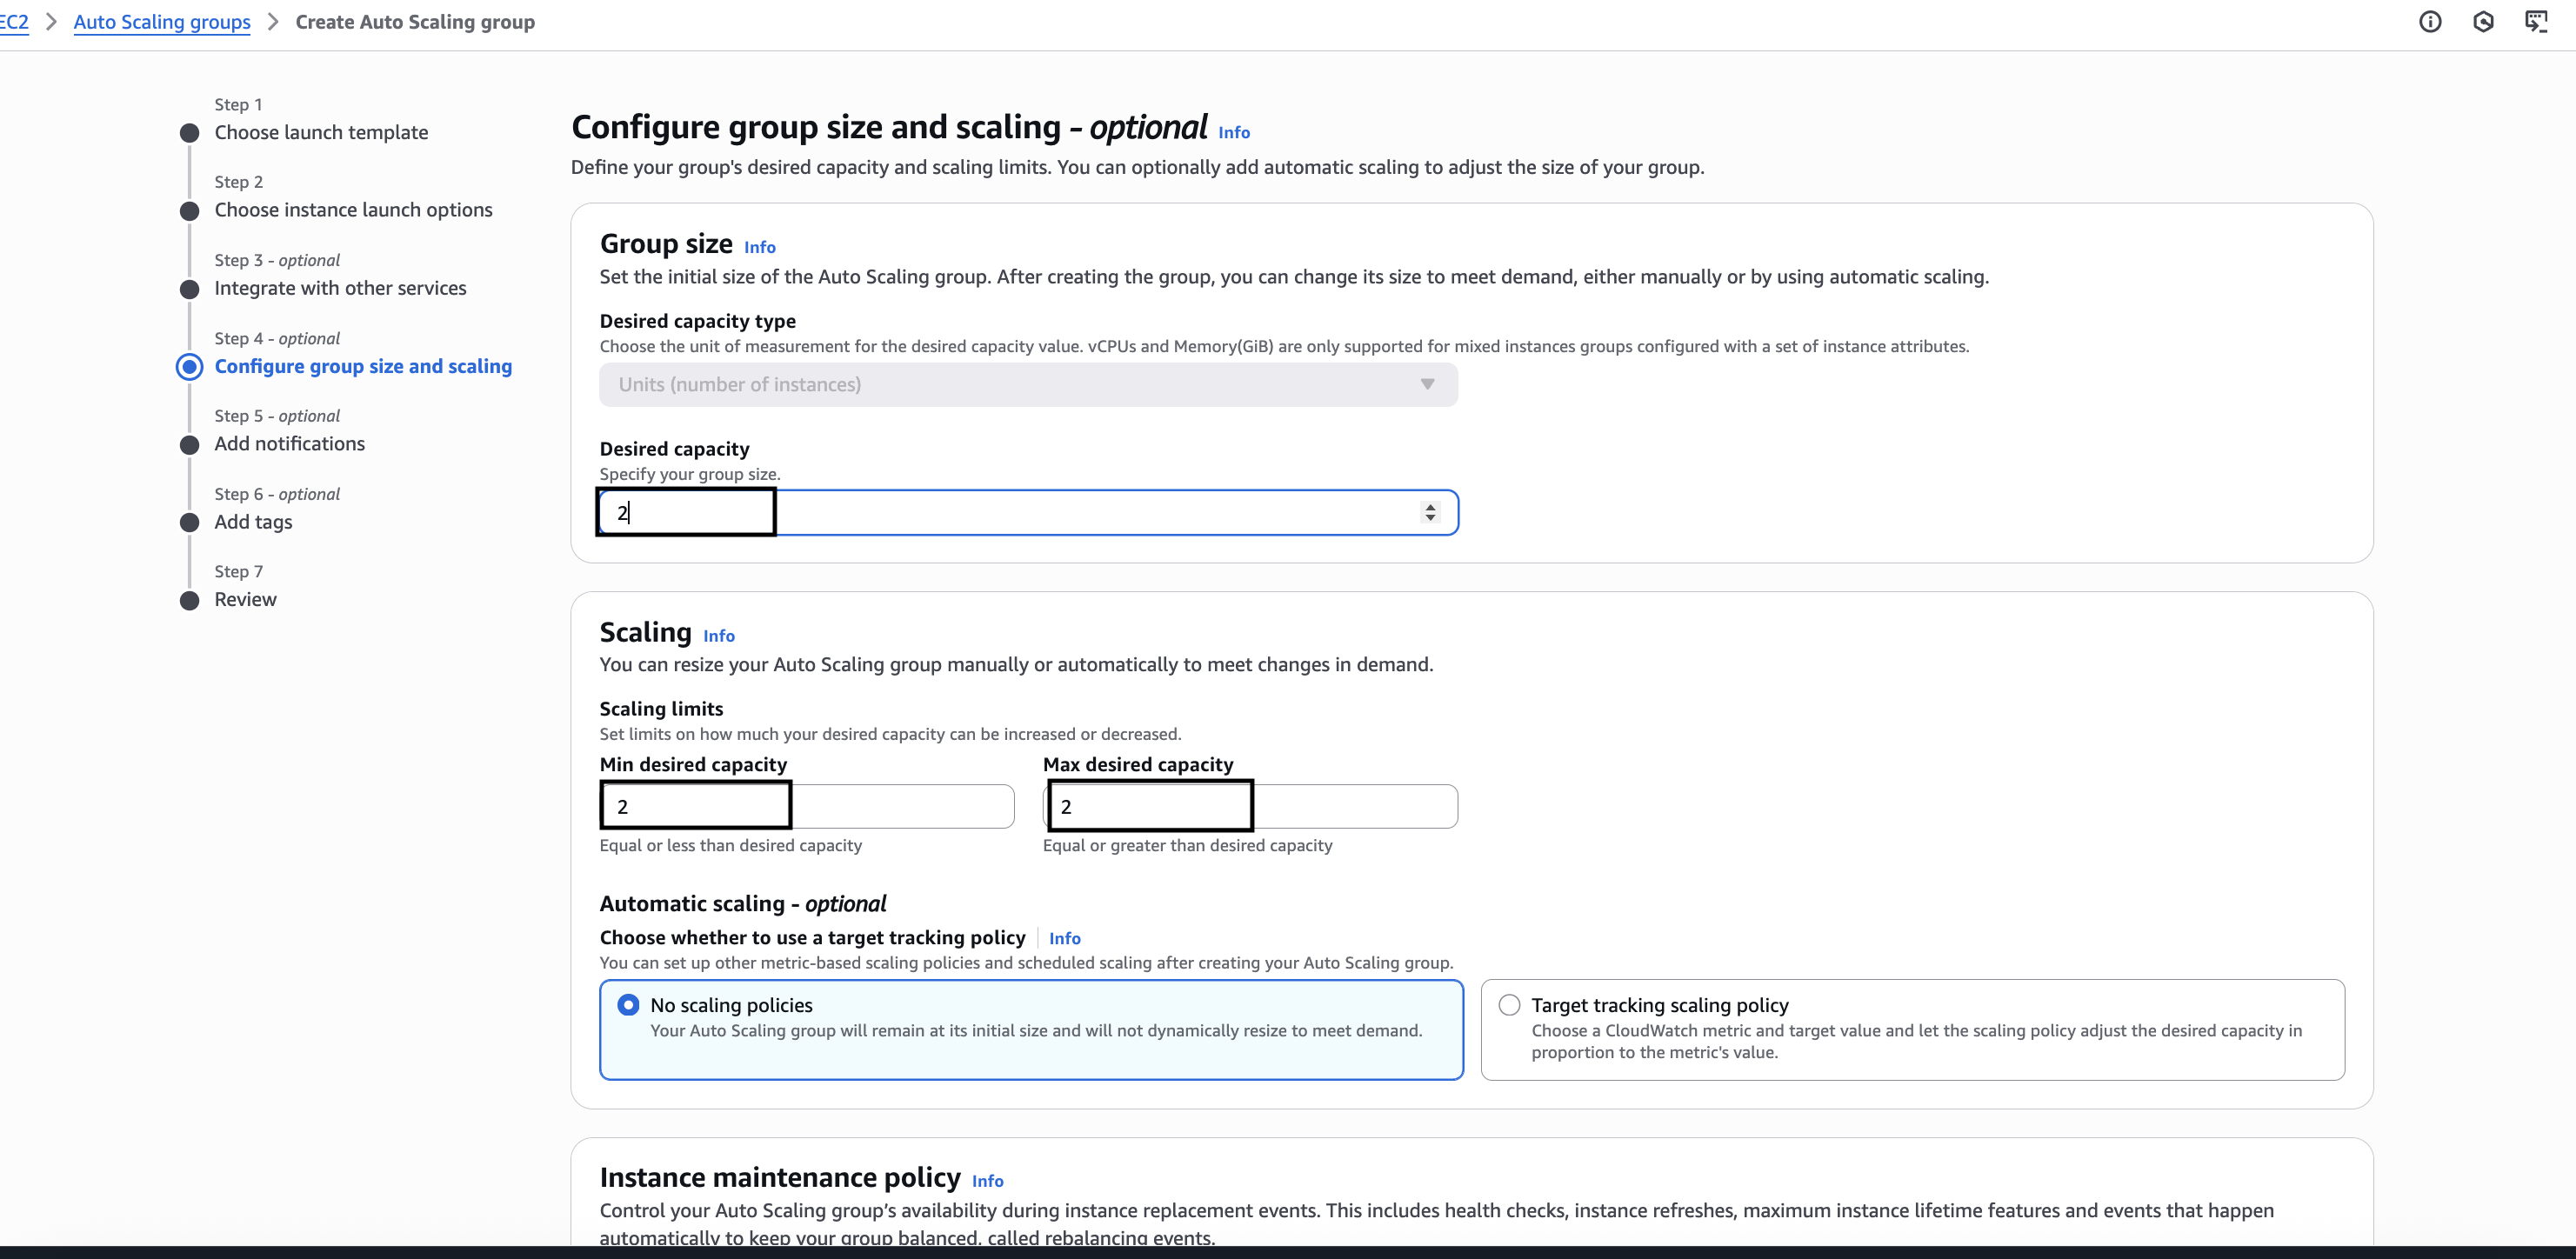 EC2 > Auto Scaling groups > Create Auto Scaling group
Step 1
Choose launch template
Step 2
Choose instance launch options
Step 3 - optional
Integrate with other services
Step 4 - optional
Configure group size and scaling
Step 5 - optional
Add notifications
Step 6 - optional
Add tags
Step 7
Review
Configure group size and scaling - optional Info
Define your group's desired capacity and scaling limits. You can optionally add automatic scaling to adjust the size of your group.
Group size Info
Set the initial size of the Auto Scaling group. After creating the group, you can change its size to meet demand, either manually or by using automatic scaling.
Desired capacity type
Choose the unit of measurement for the desired capacity value. vCPUs and Memory(GiB) are only supported for mixed instances groups configured with a set of instance attributes.
Units (number of instances)
Desired capacity
Specify your group size.
2
Scaling Info
You can resize your Auto Scaling group manually or automatically to meet changes in demand.
Scaling limits
Set limits on how much your desired capacity can be increased or decreased.
Min desired capacity
2
Equal or less than desired capacity
Max desired capacity
2
Equal or greater than desired capacity
Automatic scaling - optional
Choose whether to use a target tracking policy Info
You can set up other metric-based scaling policies and scheduled scaling after creating your Auto Scaling group.
No scaling policies
Your Auto Scaling group will remain at its initial size and will not dynamically resize to meet demand.
Target tracking scaling policy
Choose a CloudWatch metric and target value and let the scaling policy adjust the desired capacity in
proportion to the metric's value.
Instance maintenance policy Info
Control your Auto Scaling group’s availability during instance replacement events. This includes health checks, instance refreshes, maximum instance lifetime features and events that happen
automatically to keep your group balanced, called rebalancing events.